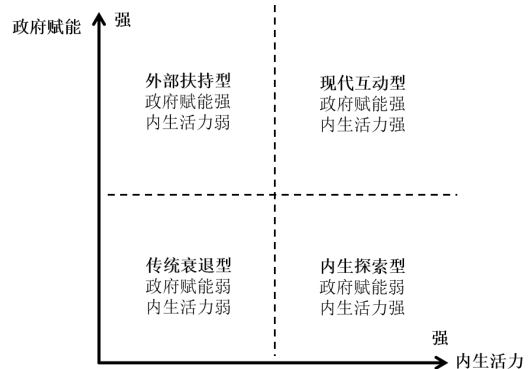 政府赋能
强
外部扶持型
政府赋能强
内生活力弱
现代互动型
政府赋能强
内生活力强
传统衰退型
政府赋能弱
内生活力弱
内生探索型
政府赋能弱
内生活力强
强
内生活力